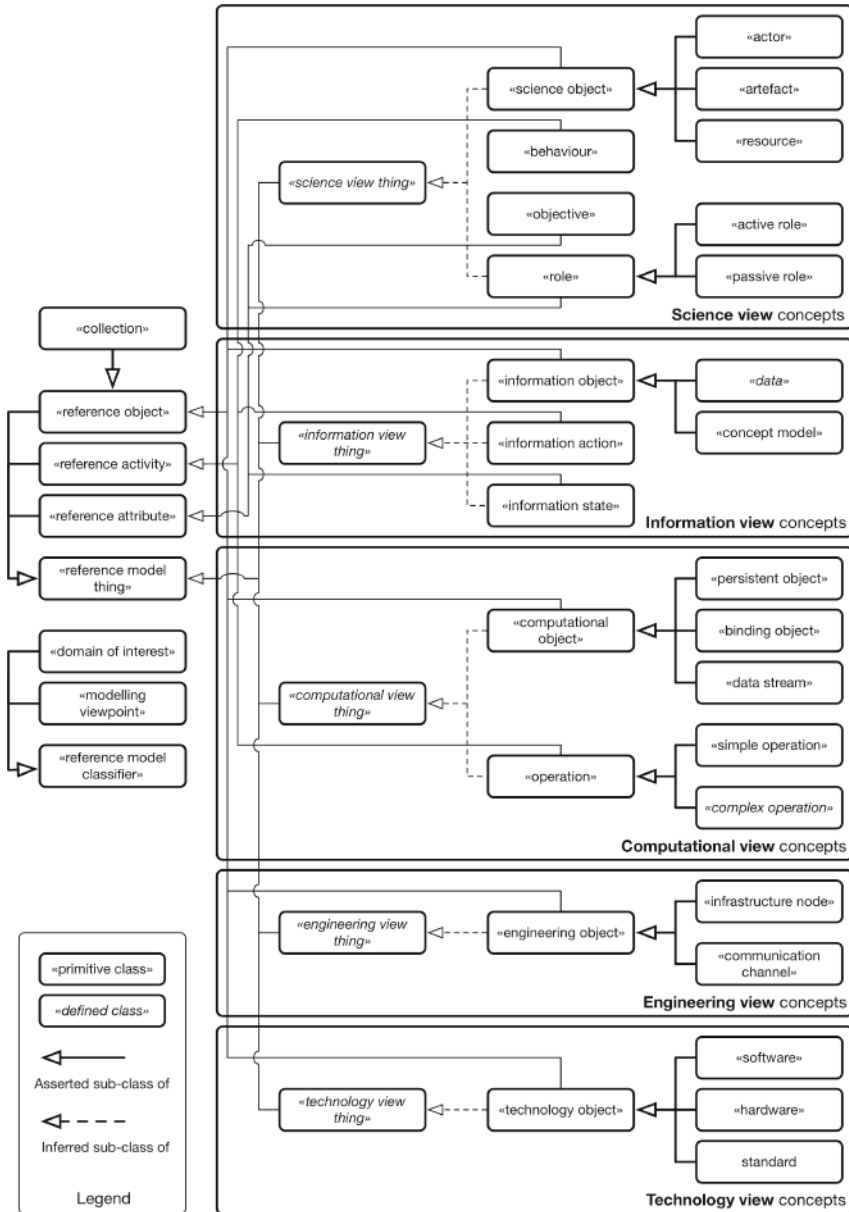 «actor»
«science object»
«artefact»
«behaviour»
«resource»
«science view thing»
«objective»
«active role»
«role»
«passive role»
Science view concepts
«collection»
«reference object»
«reference activity»
«reference attribute»
«reference model
thing»
«domain of interest»
«modelling
viewpoint»
«reference model
classifier»
«information object»
«data»
«information view
thing»
«information action»
«concept model»
«information state»
Information view concepts
«persistent object»
«computational
object»
«binding object»
«data stream»
«computational view
thing»
«simple operation»
«operation»
«complex operation»
Computational view concepts
«infrastructure node»
«engineering view
thing»
«engineering object»
«communication
channel»
Engineering view concepts
«software»
«technology view
thing»
«technology object»
«hardware»
standard
Technology view concepts
«primitive class»
«defined class»
Asserted sub-class of
Inferred sub-class of
Legend